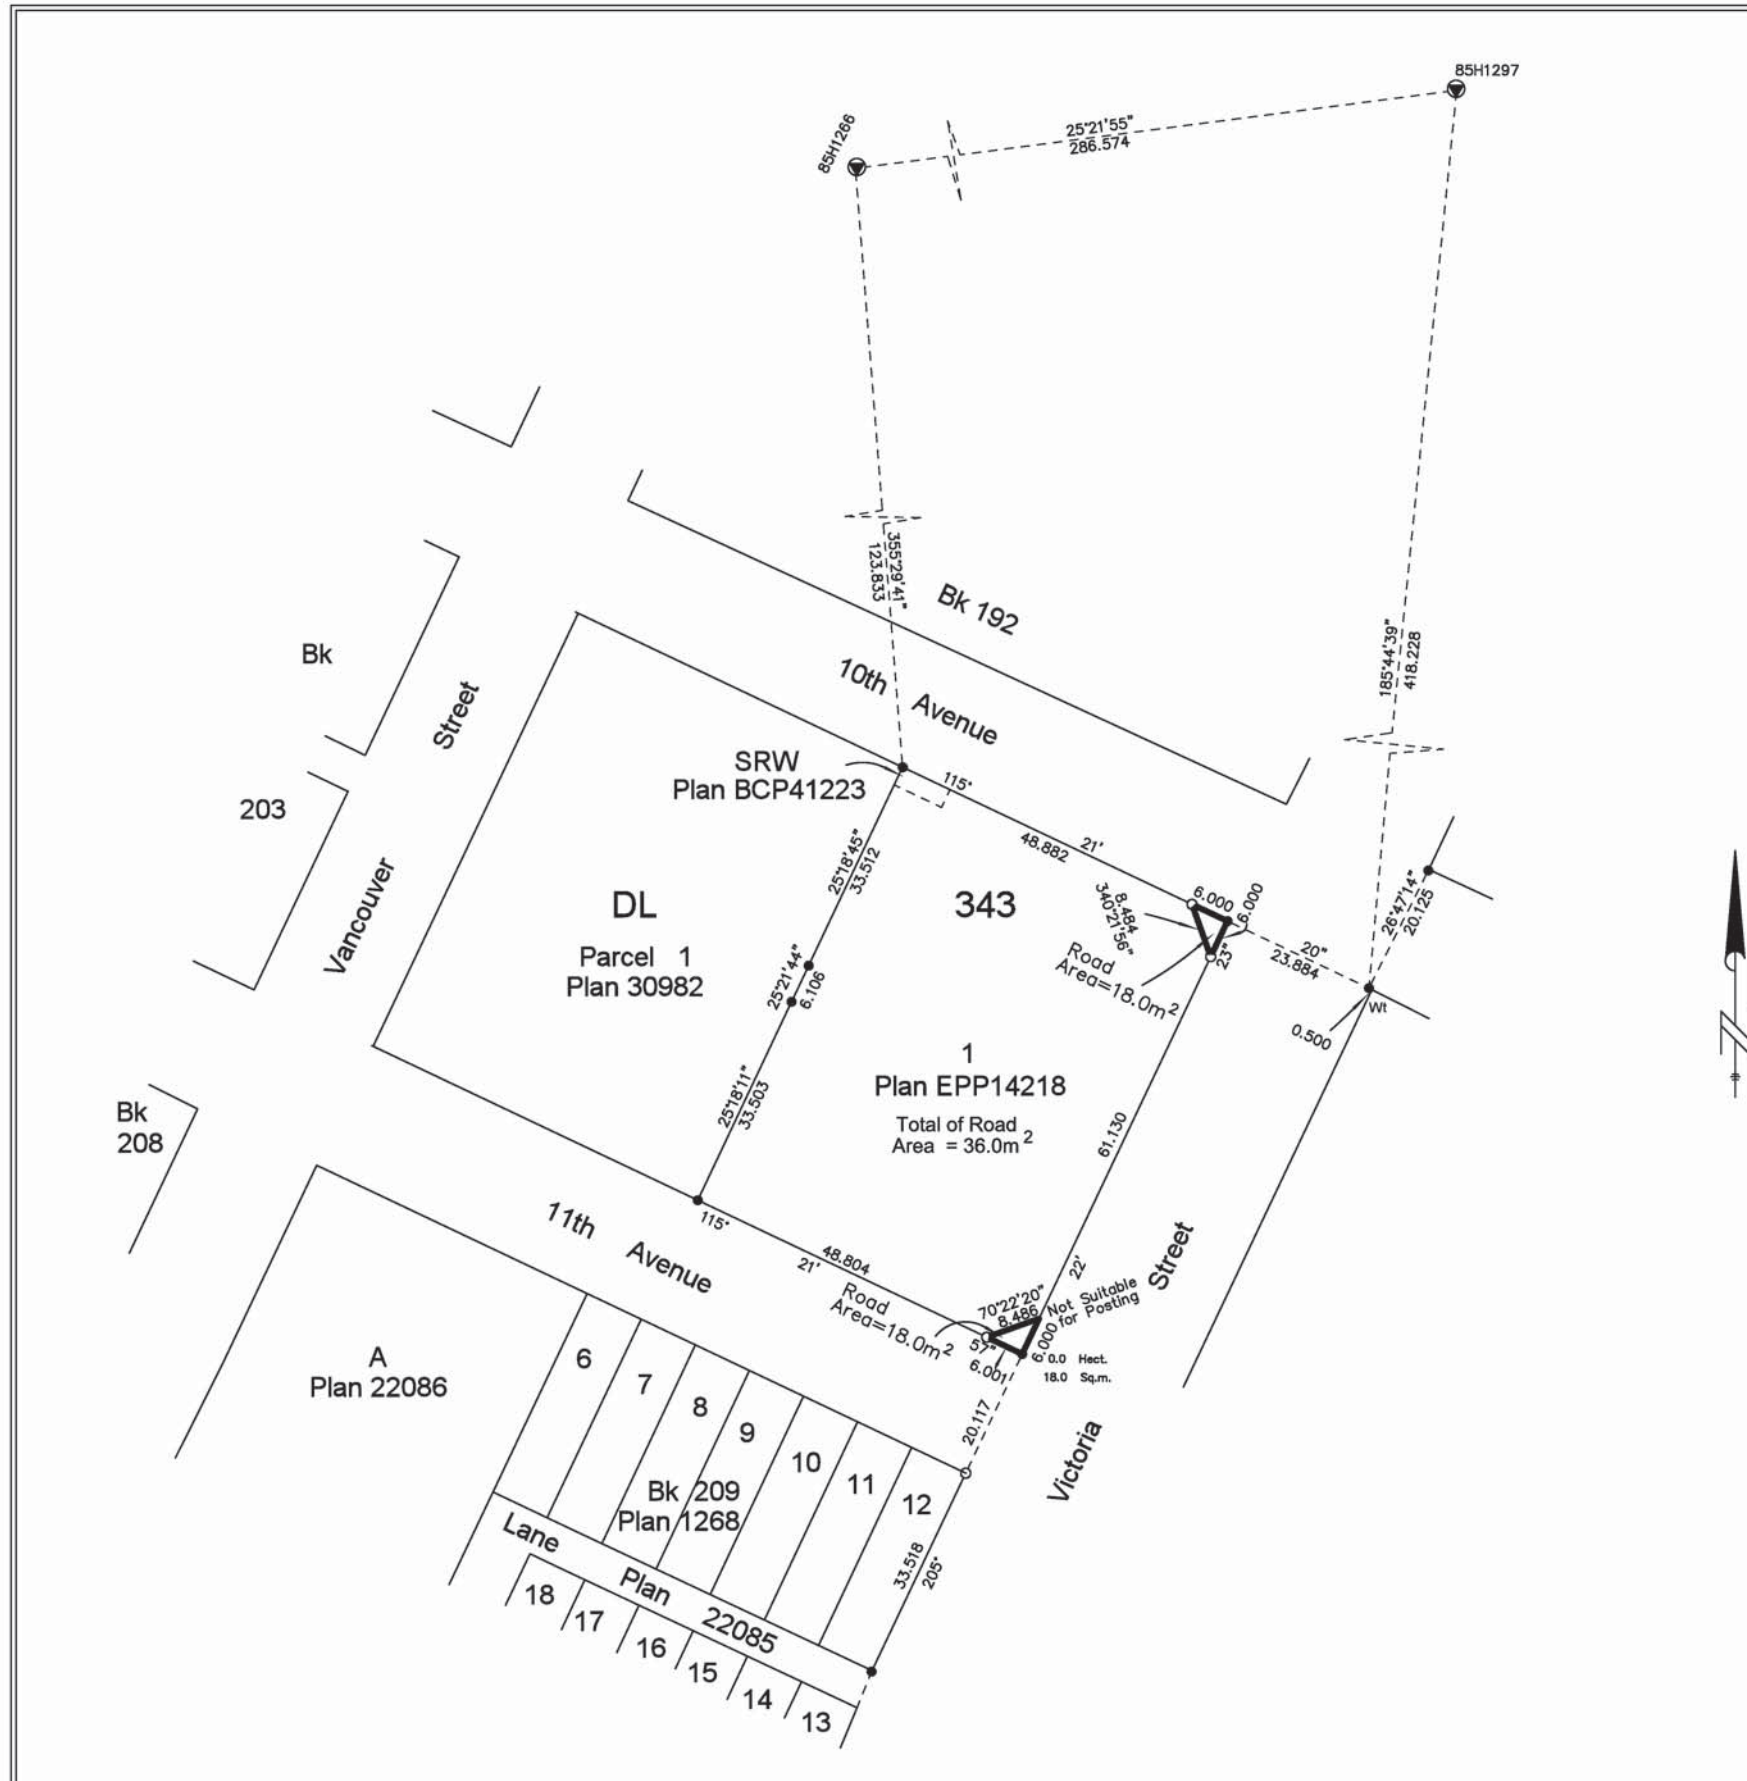 85H1297
85H1266
25°21'55"
286.574
355°29'41"
123.833
Bk 192
185°44'39"
418.228
Bk
10th Avenue
Street
SRW
Plan BCP41223
115°
203
21'
48.882
25°18'45"
33.512
Vancouver
DL
343
6.000
6.000
8.484
340°21'56"
26°47'14"
20.125
Parcel 1
Plan 30982
25°21'44"
6.106
Road
Area=18.0m²
23"
20"
23.884
Wt
0.500
1
Plan EPP14218
Total of Road
Area = 36.0m²
25°18'11"
33.503
Bk
208
61.130
115°
11th Avenue
48.804
21'
22'
Street
Road
Area=18.0m²
70°22'20"
8.486
Not Suitable
for Posting
57"
6.001
6.000
0.0 Hect.
18.0 Sq.m.
A
Plan 22086
6
7
8
9
10
11
12
20.117
Victoria
Bk 209
Plan 1268
Lane Plan 22085
33.518
205°
18
17
16
15
14
13